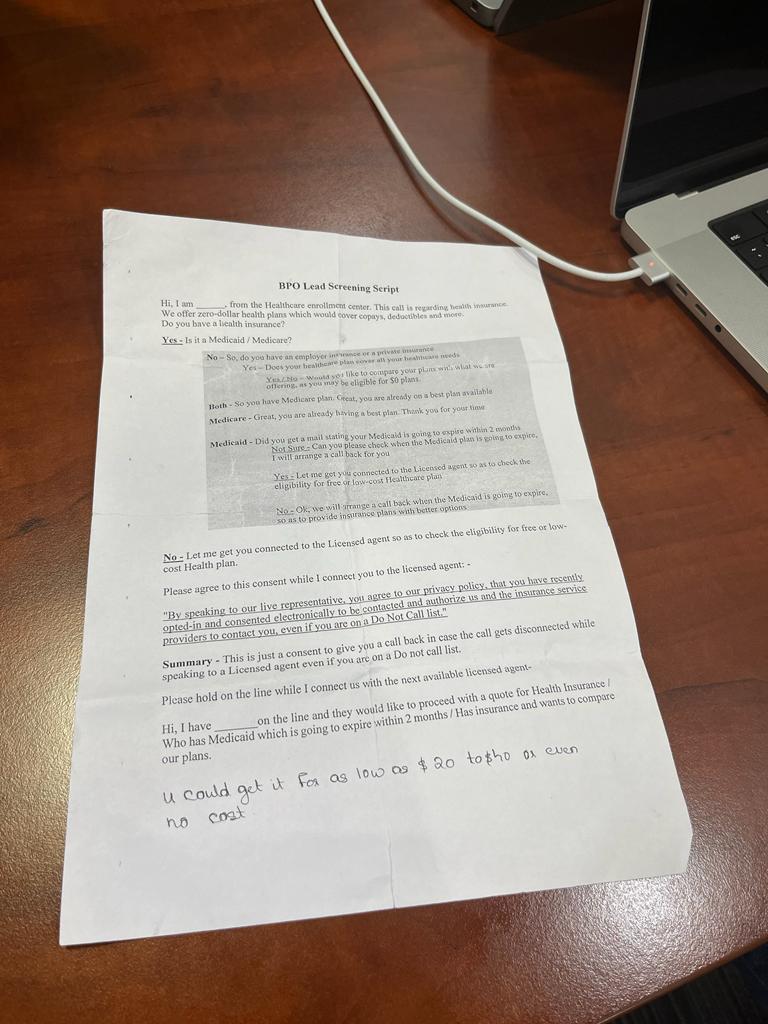 BPO Lead Screening Script
Hi, I am ______, from the Healthcare enrollment center. This call is regarding health insurance.
We offer zero-dollar health plans which would cover copays, deductibles and more.
Do you have a health insurance?
Yes - Is it a Medicaid / Medicare?
No – So, do you have an employer insurance or a private insurance
Yes – Does your healthcare plan cover all your healthcare needs
Yes / No – Would you like to compare your plans with what we are
offering, as you may be eligible for $0 plans.
Both - So you have Medicare plan. Great, you are already on a best plan available
Medicare - Great, you are already having a best plan. Thank you for your time
Medicaid - Did you get a mail stating your Medicaid is going to expire within 2 months
Not Sure - Can you please check when the Medicaid plan is going to expire,
I will arrange a call back for you
Yes - Let me get you connected to the Licensed agent so as to check the
eligibility for free or low-cost Healthcare plan
No - Ok, we will arrange a call back when the Medicaid is going to expire,
so as to provide insurance plans with better options
No - Let me get you connected to the Licensed agent so as to check the eligibility for free or low-
cost Health plan.
Please agree to this consent while I connect you to the licensed agent: -
"By speaking to our live representative, you agree to our privacy policy, that you have recently
opted-in and consented electronically to be contacted and authorize us and the insurance service
providers to contact you, even if you are on a Do Not Call list."
Summary - This is just a consent to give you a call back in case the call gets disconnected while
speaking to a Licensed agent even if you are on a Do not call list.
Please hold on the line while I connect us with the next available licensed agent-
Hi, I have ______ on the line and they would like to proceed with a quote for Health Insurance /
Who has Medicaid which is going to expire within 2 months / Has insurance and wants to compare
our plans.
u could get it for as low as $20 to $40 or even
no cost
esc